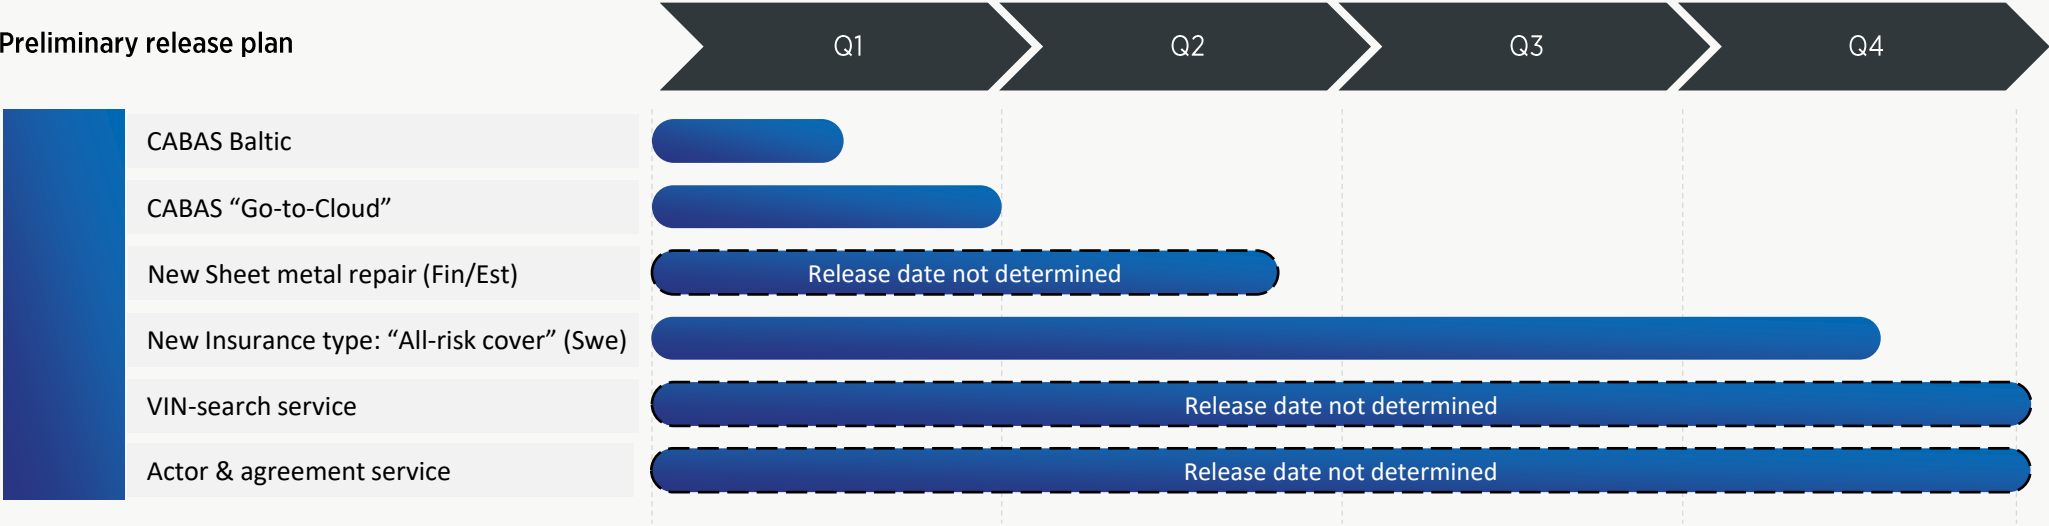 Preliminary release plan
Q1
Q2
Q3
Q4
CABAS Baltic
CABAS “Go-to-Cloud”
New Sheet metal repair (Fin/Est)
Release date not determined
New Insurance type: “All-risk cover” (Swe)
VIN-search service
Release date not determined
Actor & agreement service
Release date not determined